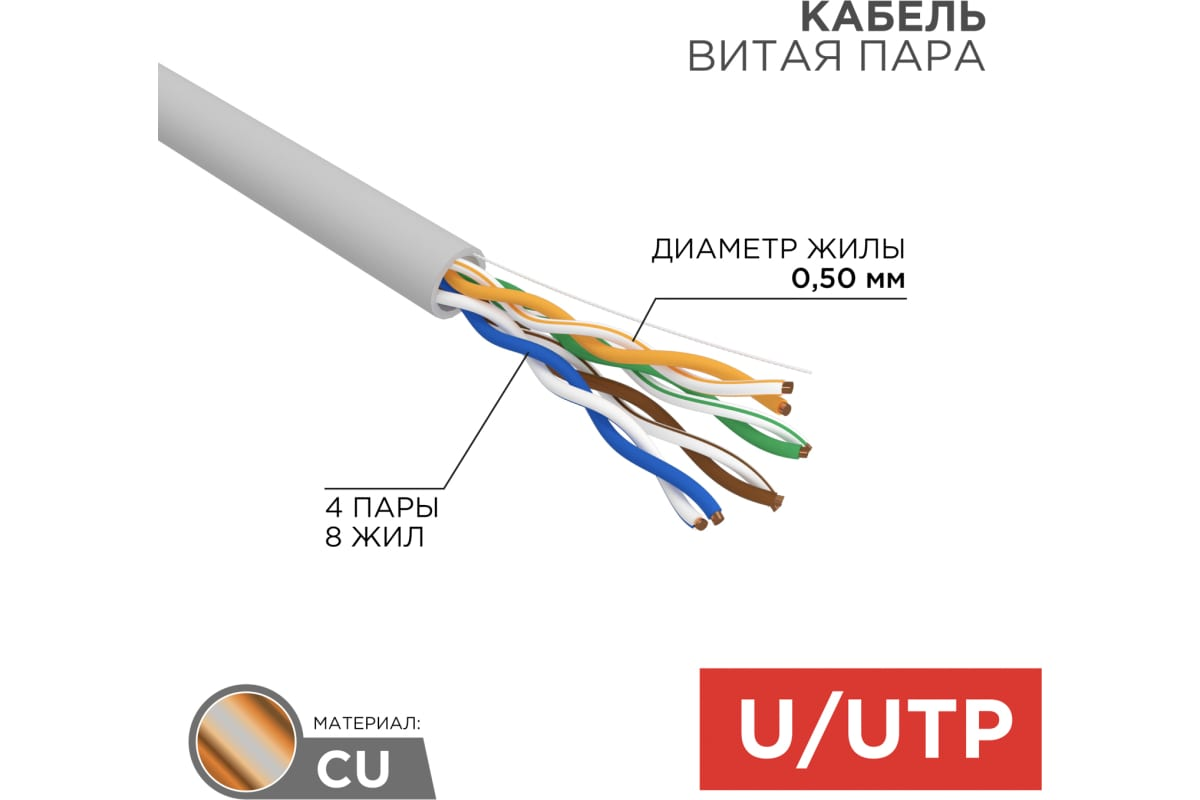 КАБЕЛЬ
ВИТАЯ ПАРА
ДИАМЕТР ЖИЛЫ
0,50 мм
4 ПАРЫ
8 ЖИЛ
МАТЕРИАЛ:
CU
U/UTP